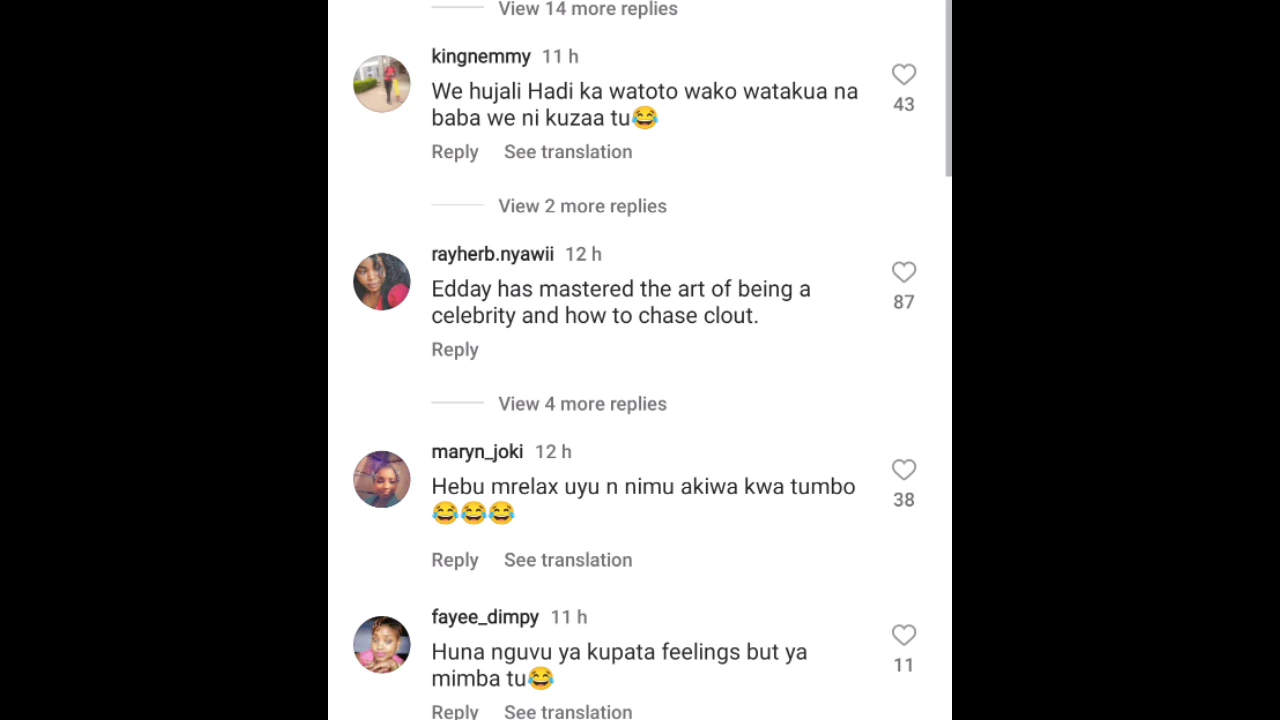 View 14 more replies
kingnemmy 11 h
We hujali Hadi ka watoto wako watakua na
baba we ni kuzaa tu😂
43
Reply See translation
View 2 more replies
rayherb.nyawii 12 h
Edday has mastered the art of being a
celebrity and how to chase clout.
87
Reply
View 4 more replies
maryn_joki 12 h
Hebu mrelax uyu n nimu akiwa kwa tumbo
😂😂😂
38
Reply See translation
fayee_dimpy 11 h
Huna nguvu ya kupata feelings but ya
mimba tu😂
11
Reply See translation